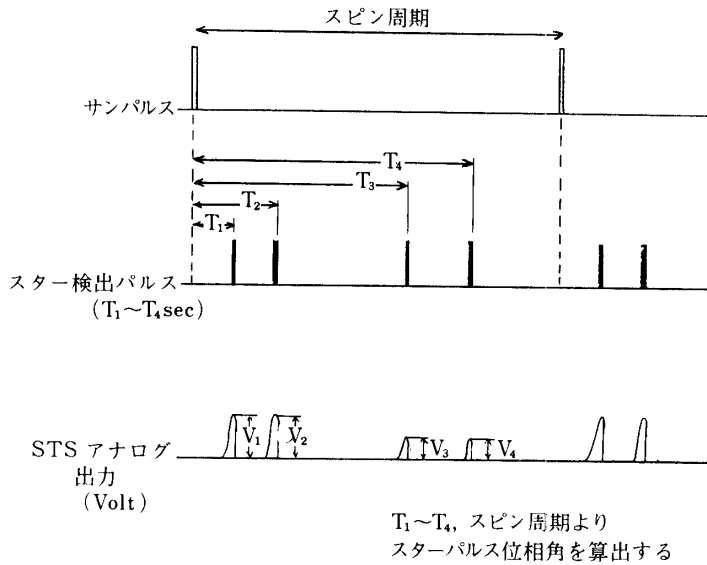 スピン周期
サンパルス
T₄
T₃
T₂
T₁
スター検出パルス
(T₁～T₄sec)
V₁
V₂
V₃
V₄
STS アナログ
出力
(Volt)
T₁～T₄, スピン周期より
スターパルス位相角を算出する